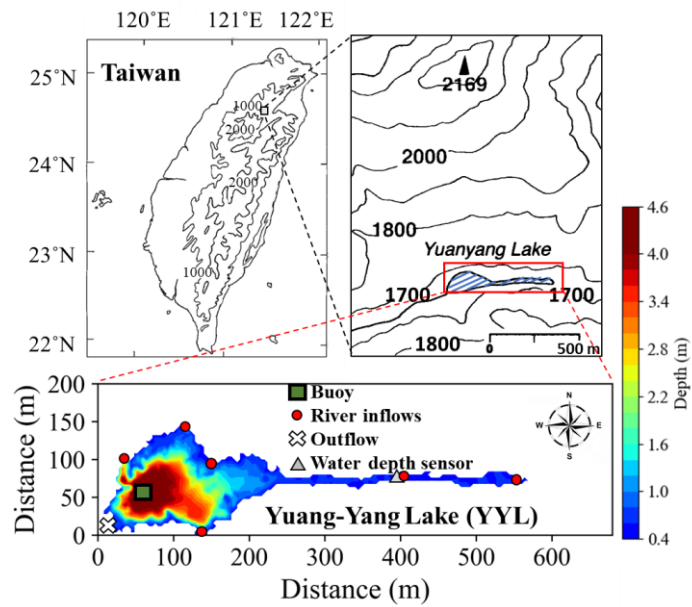 120°E 121°E 122°E
25°N
24°N
23°N
22°N
Taiwan
1000
2000
2000
1000
2169
2000
1800
Yuanyang Lake
1700 1700
1800
0 500 m
4.6
4.0
3.4
2.8
2.2
1.6
1.0
0.4
Depth (m)
200
150
100
50
0
Distance (m)
Buoy
River inflows
Outflow
Water depth sensor
N
W E
S
Yuang-Yang Lake (YYL)
0 100 200 300 400 500 600
Distance (m)